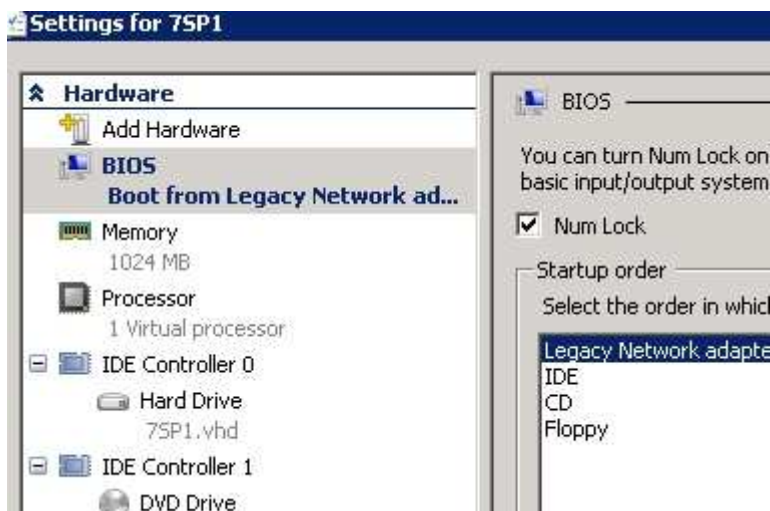 Settings for 7SP1
Hardware
Add Hardware
BIOS
Boot from Legacy Network ad...
Memory
1024 MB
Processor
1 Virtual processor
IDE Controller 0
Hard Drive
7SP1.vhd
IDE Controller 1
DVD Drive
BIOS
You can turn Num Lock on
basic input/output system
Num Lock
Startup order
Select the order in which
Legacy Network adapte
IDE
CD
Floppy